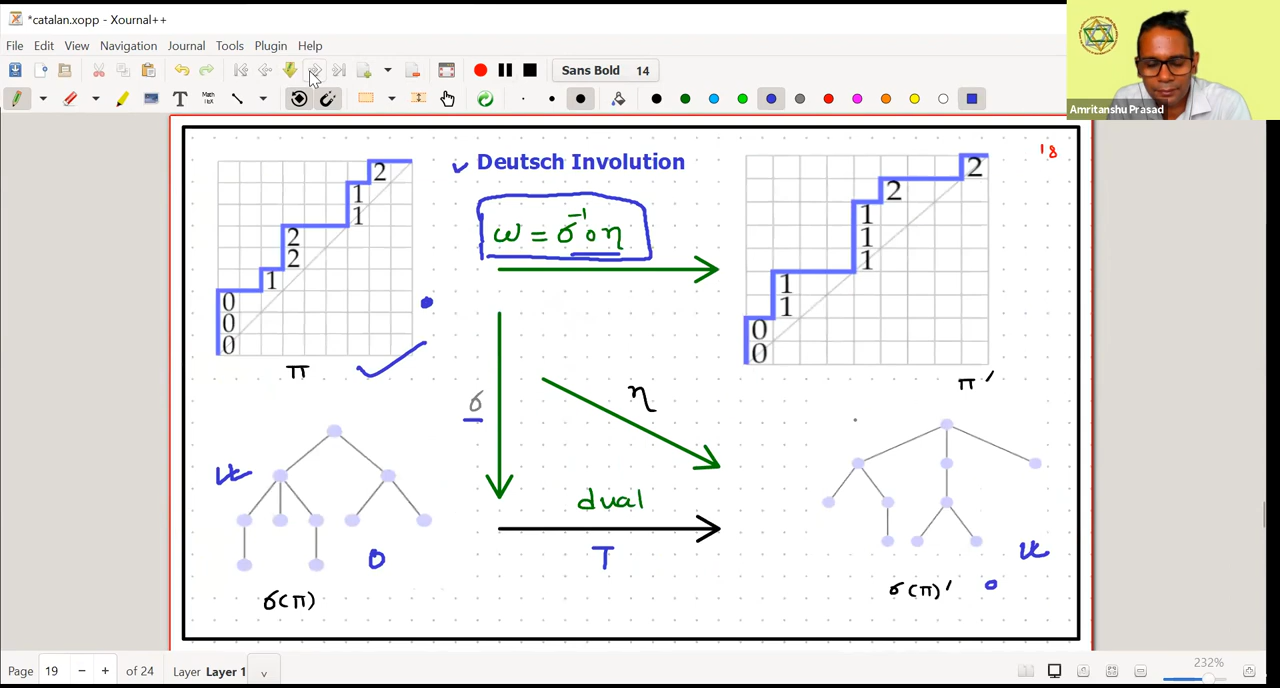 *catalan.xopp - Xournal++
File Edit View Navigation Journal Tools Plugin Help
Sans Bold 14
Amritanshu Prasad
Deutsch Involution
18
ω = σ⁻¹∘η
2
1
1
2
2
1
0
0
0
π
2
2
1
1
1
1
1
0
0
π′
σ
η
dual
T
σ(π)
σ(π)′
Page 19 of 24 Layer Layer 1
232%